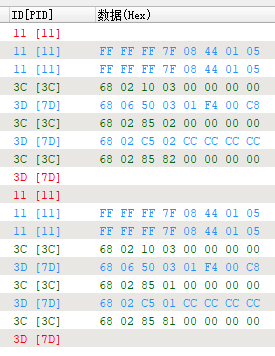 ID[PID] 数据(Hex)
11 [11]
11 [11] FF FF FF 7F 08 44 01 05
11 [11] FF FF FF 7F 08 44 01 05
3C [3C] 68 02 10 03 00 00 00 00
3D [7D] 68 06 50 03 01 F4 00 C8
3C [3C] 68 02 85 02 00 00 00 00
3D [7D] 68 02 C5 02 CC CC CC CC
3C [3C] 68 02 85 82 00 00 00 00
3D [7D]
11 [11]
11 [11] FF FF FF 7F 08 44 01 05
11 [11] FF FF FF 7F 08 44 01 05
3C [3C] 68 02 10 03 00 00 00 00
3D [7D] 68 06 50 03 01 F4 00 C8
3C [3C] 68 02 85 01 00 00 00 00
3D [7D] 68 02 C5 01 CC CC CC CC
3C [3C] 68 02 85 81 00 00 00 00
3D [7D]